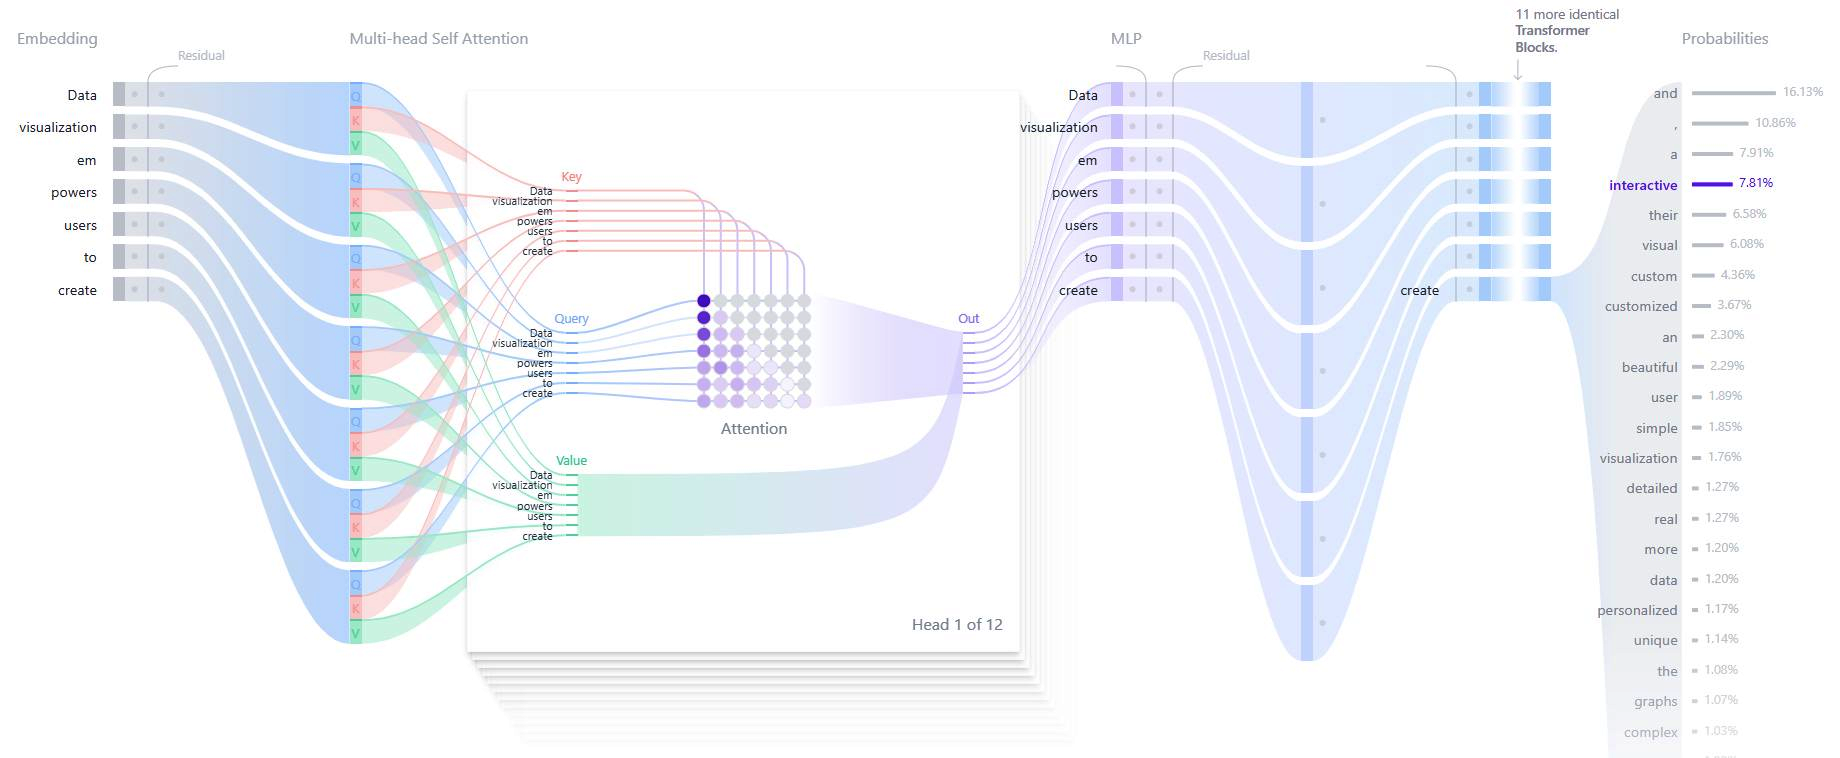 Embedding
Residual
Data
visualization
em
powers
users
to
create
Multi-head Self Attention
Q
K
V
Q
K
V
Q
K
V
Q
K
V
Q
K
V
Q
K
V
Q
K
V
Key
Data
visualization
em
powers
users
to
create
Query
Data
visualization
em
powers
users
to
create
Attention
Value
Data
visualization
em
powers
users
to
create
Out
Head 1 of 12
MLP
Residual
Data
visualization
em
powers
users
to
create
create
11 more identical
Transformer
Blocks.
Probabilities
and 16.13%
, 10.86%
a 7.91%
interactive 7.81%
their 6.58%
visual 6.08%
custom 4.36%
customized 3.67%
an 2.30%
beautiful 2.29%
user 1.89%
simple 1.85%
visualization 1.76%
detailed 1.27%
real 1.27%
more 1.20%
data 1.20%
personalized 1.17%
unique 1.14%
the 1.08%
graphs 1.07%
complex 1.03%